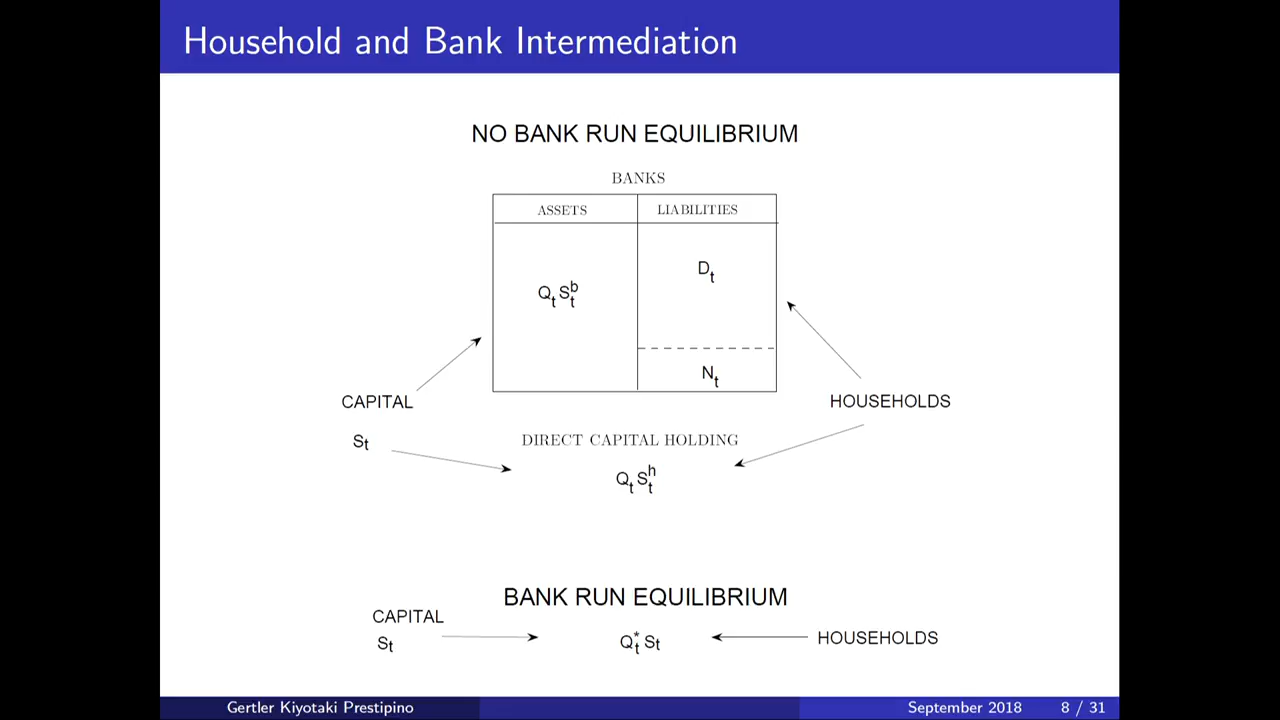 Household and Bank Intermediation
NO BANK RUN EQUILIBRIUM
BANKS
ASSETS LIABILITIES
D_t
Q_t S_t^b
N_t
CAPITAL
HOUSEHOLDS
S_t
DIRECT CAPITAL HOLDING
Q_t S_t^h
BANK RUN EQUILIBRIUM
CAPITAL
S_t
Q_t^* S_t
HOUSEHOLDS
Gertler Kiyotaki Prestipino September 2018 8 / 31